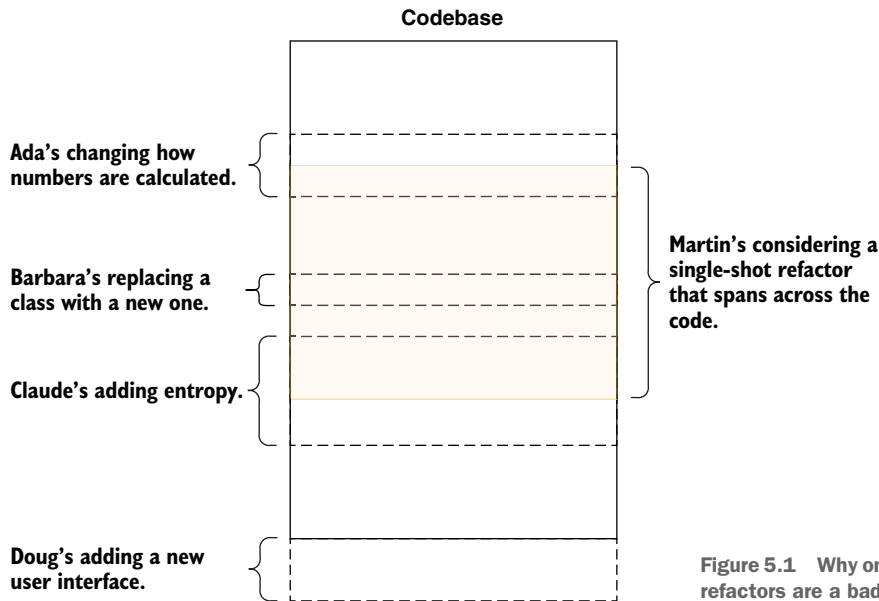 Codebase
Ada's changing how
numbers are calculated.
Barbara's replacing a
class with a new one.
Claude's adding entropy.
Doug's adding a new
user interface.
Martin's considering a
single-shot refactor
that spans across the
code.
Figure 5.1 Why
refactors are a bad